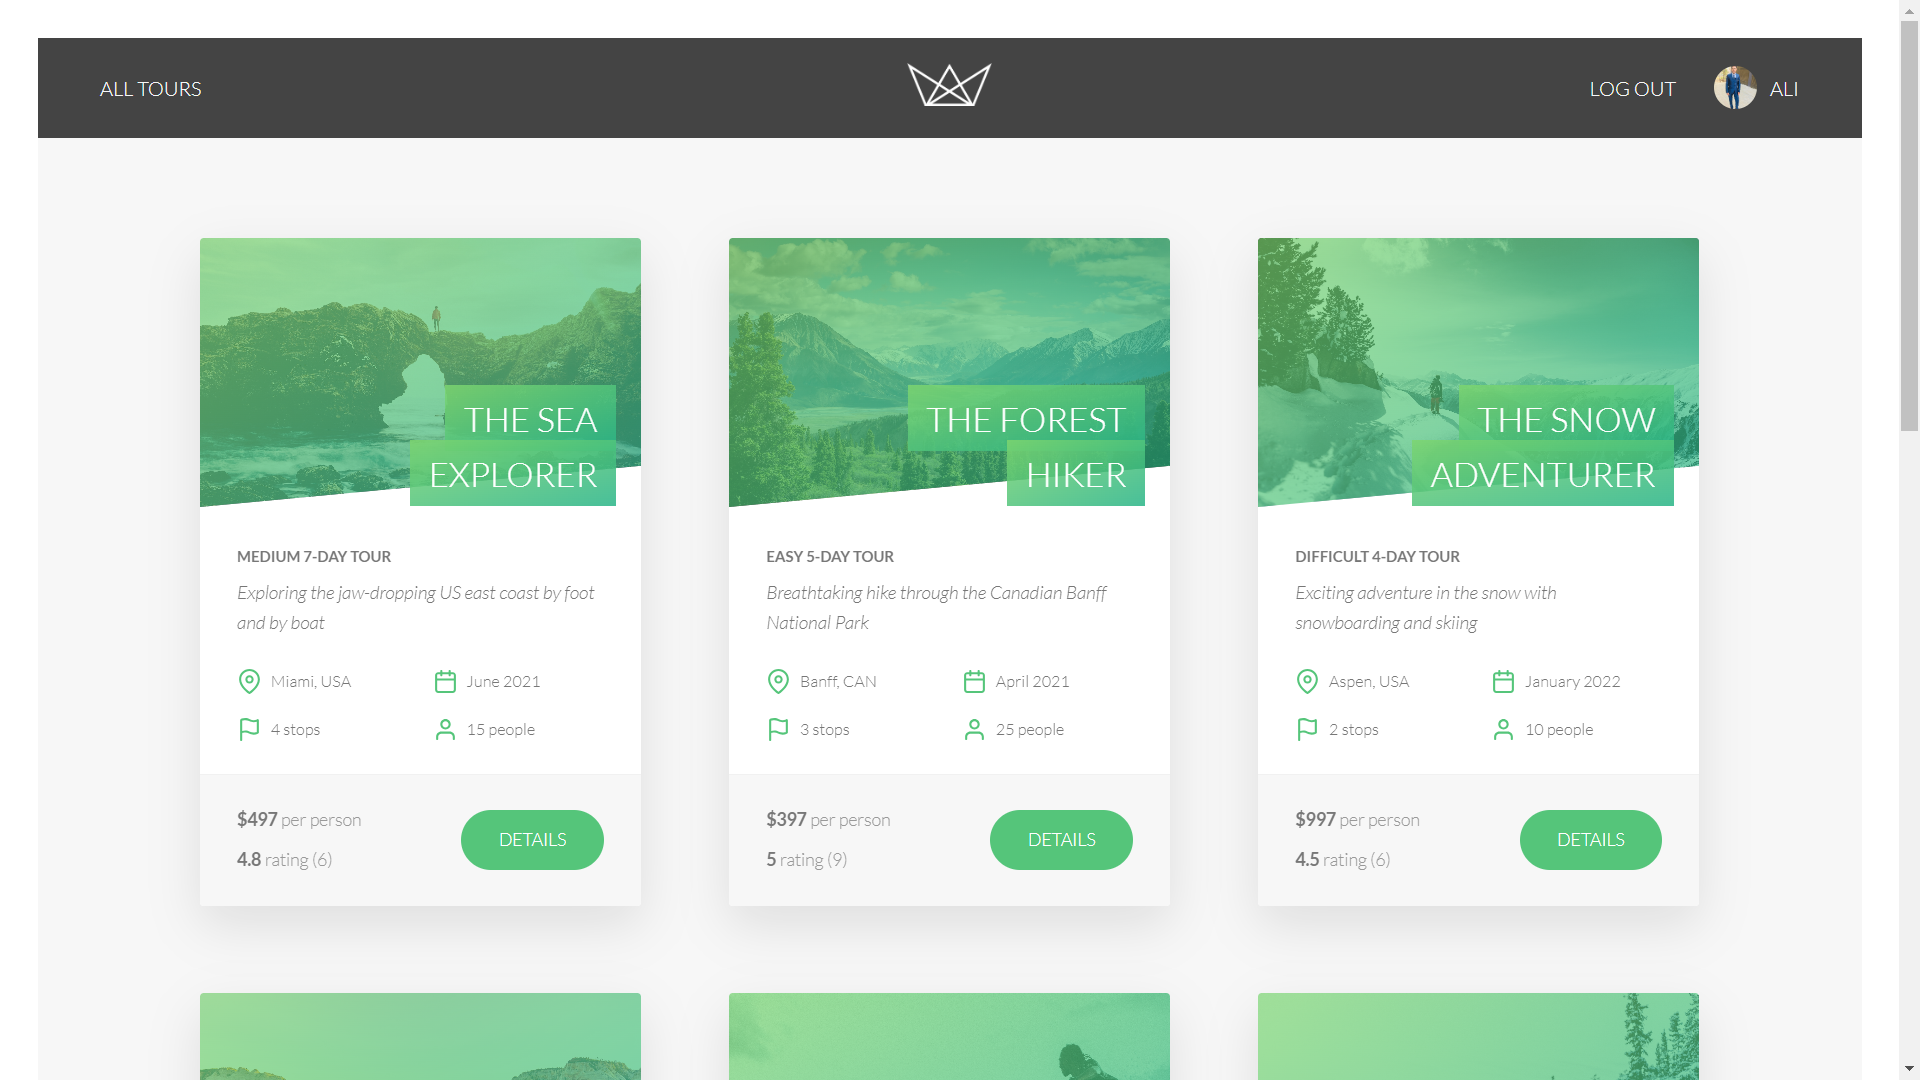 ALL TOURS
LOG OUT
ALI
THE SEA
EXPLORER
MEDIUM 7-DAY TOUR
Exploring the jaw-dropping US east coast by foot
and by boat
Miami, USA
June 2021
4 stops
15 people
$497 per person
4.8 rating (6)
DETAILS
THE FOREST
HIKER
EASY 5-DAY TOUR
Breathtaking hike through the Canadian Banff
National Park
Banff, CAN
April 2021
3 stops
25 people
$397 per person
5 rating (9)
DETAILS
THE SNOW
ADVENTURER
DIFFICULT 4-DAY TOUR
Exciting adventure in the snow with
snowboarding and skiing
Aspen, USA
January 2022
2 stops
10 people
$997 per person
4.5 rating (6)
DETAILS